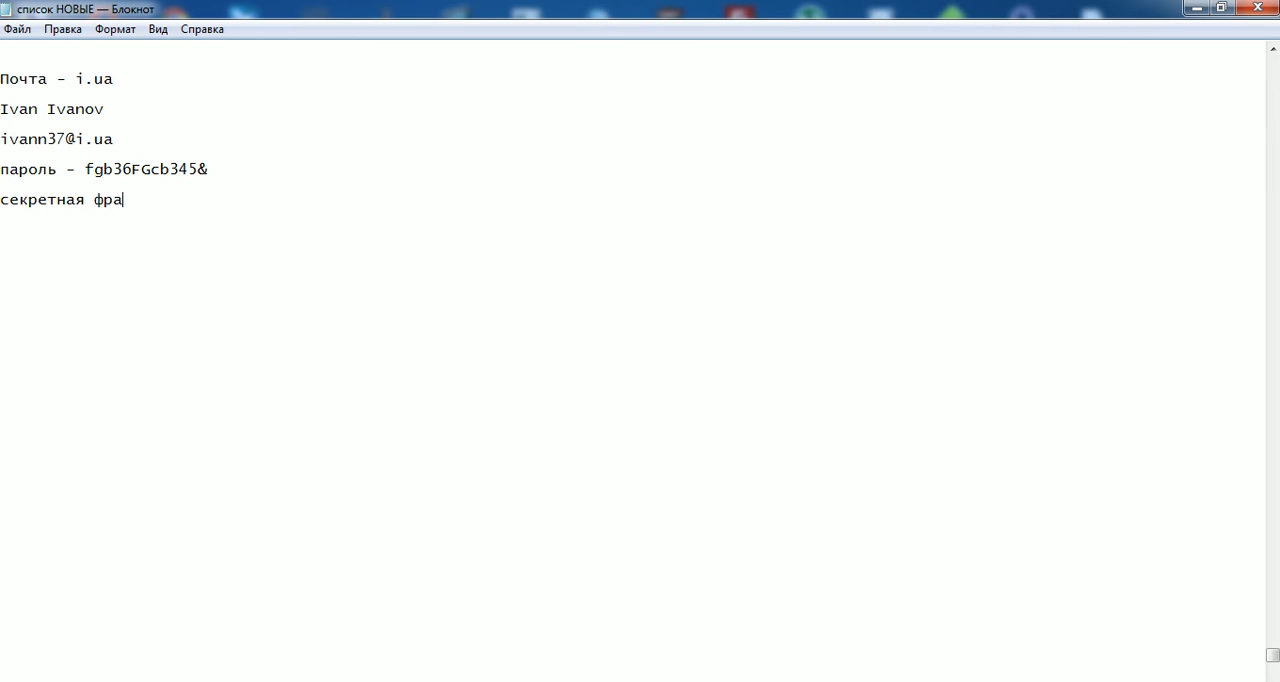 список НОВЫЕ — Блокнот
Файл Правка Формат Вид Справка
Почта - i.ua
Ivan Ivanov
ivann37@i.ua
пароль - fgb36FGcb345&
секретная фра